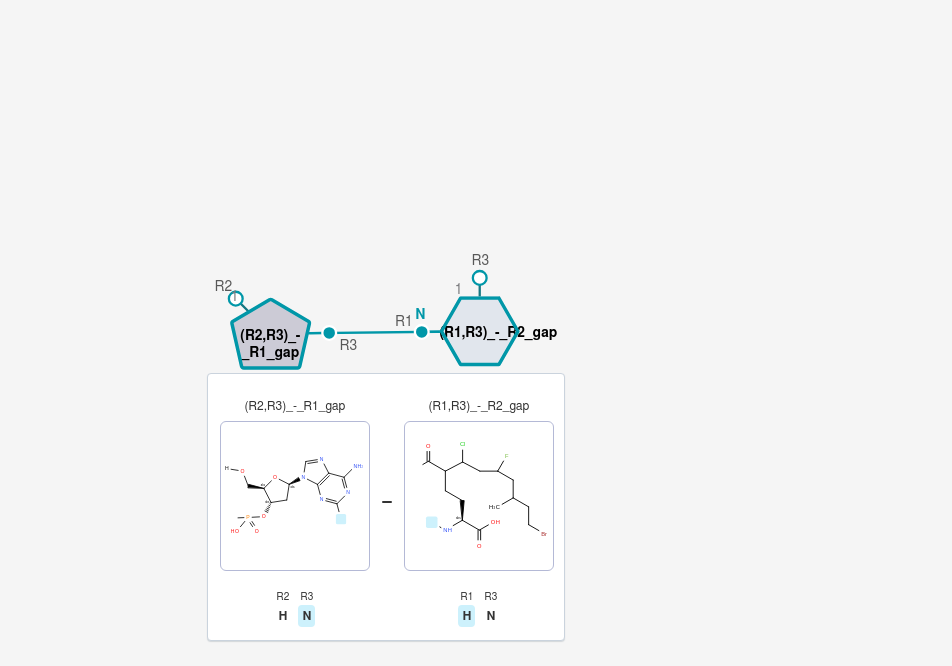 R3
R2
1
1
N
R1
(R2,R3)_-
_R1_gap
R3
(R1,R3)_-_R2_gap
(R2,R3)_-_R1_gap
(R1,R3)_-_R2_gap
H
O
O
N
N
NH₂
N
N
O
P
HO
O
O
Cl
F
H₃C
Br
NH
OH
O
R2 R3
H N
R1 R3
H N